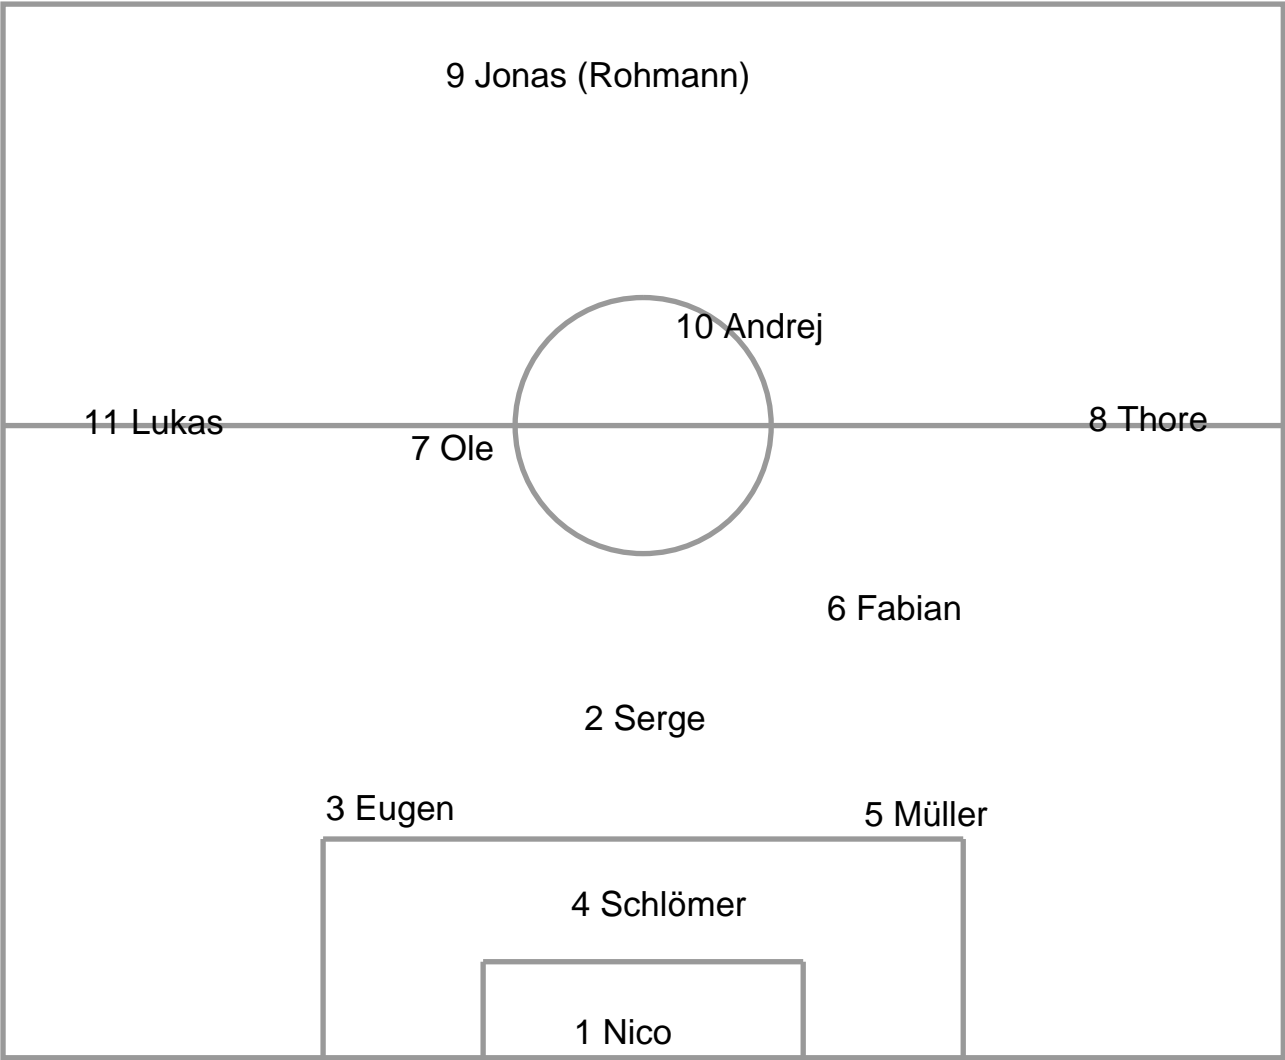 9 Jonas (Rohmann)
10 Andrej
11 Lukas
8 Thore
7 Ole
6 Fabian
2 Serge
3 Eugen
5 Müller
4 Schlömer
1 Nico